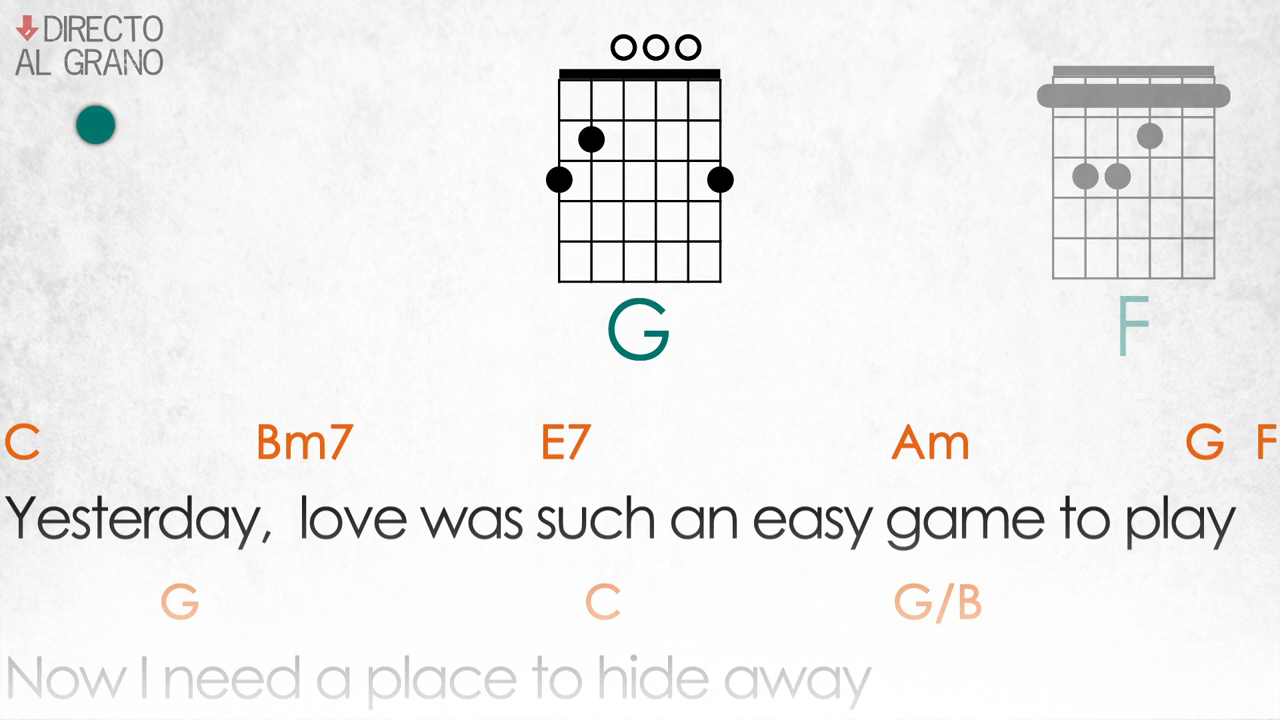 DIRECTO
AL GRANO
G F
C Bm7 E7 Am G F
Yesterday, love was such an easy game to play
G C G/B
Now I need a place to hide away